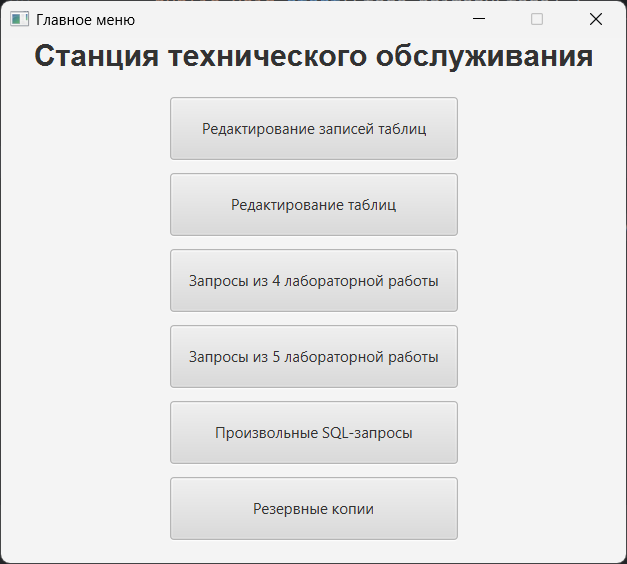 Главное меню
Станция технического обслуживания
Редактирование записей таблиц
Редактирование таблиц
Запросы из 4 лабораторной работы
Запросы из 5 лабораторной работы
Произвольные SQL-запросы
Резервные копии